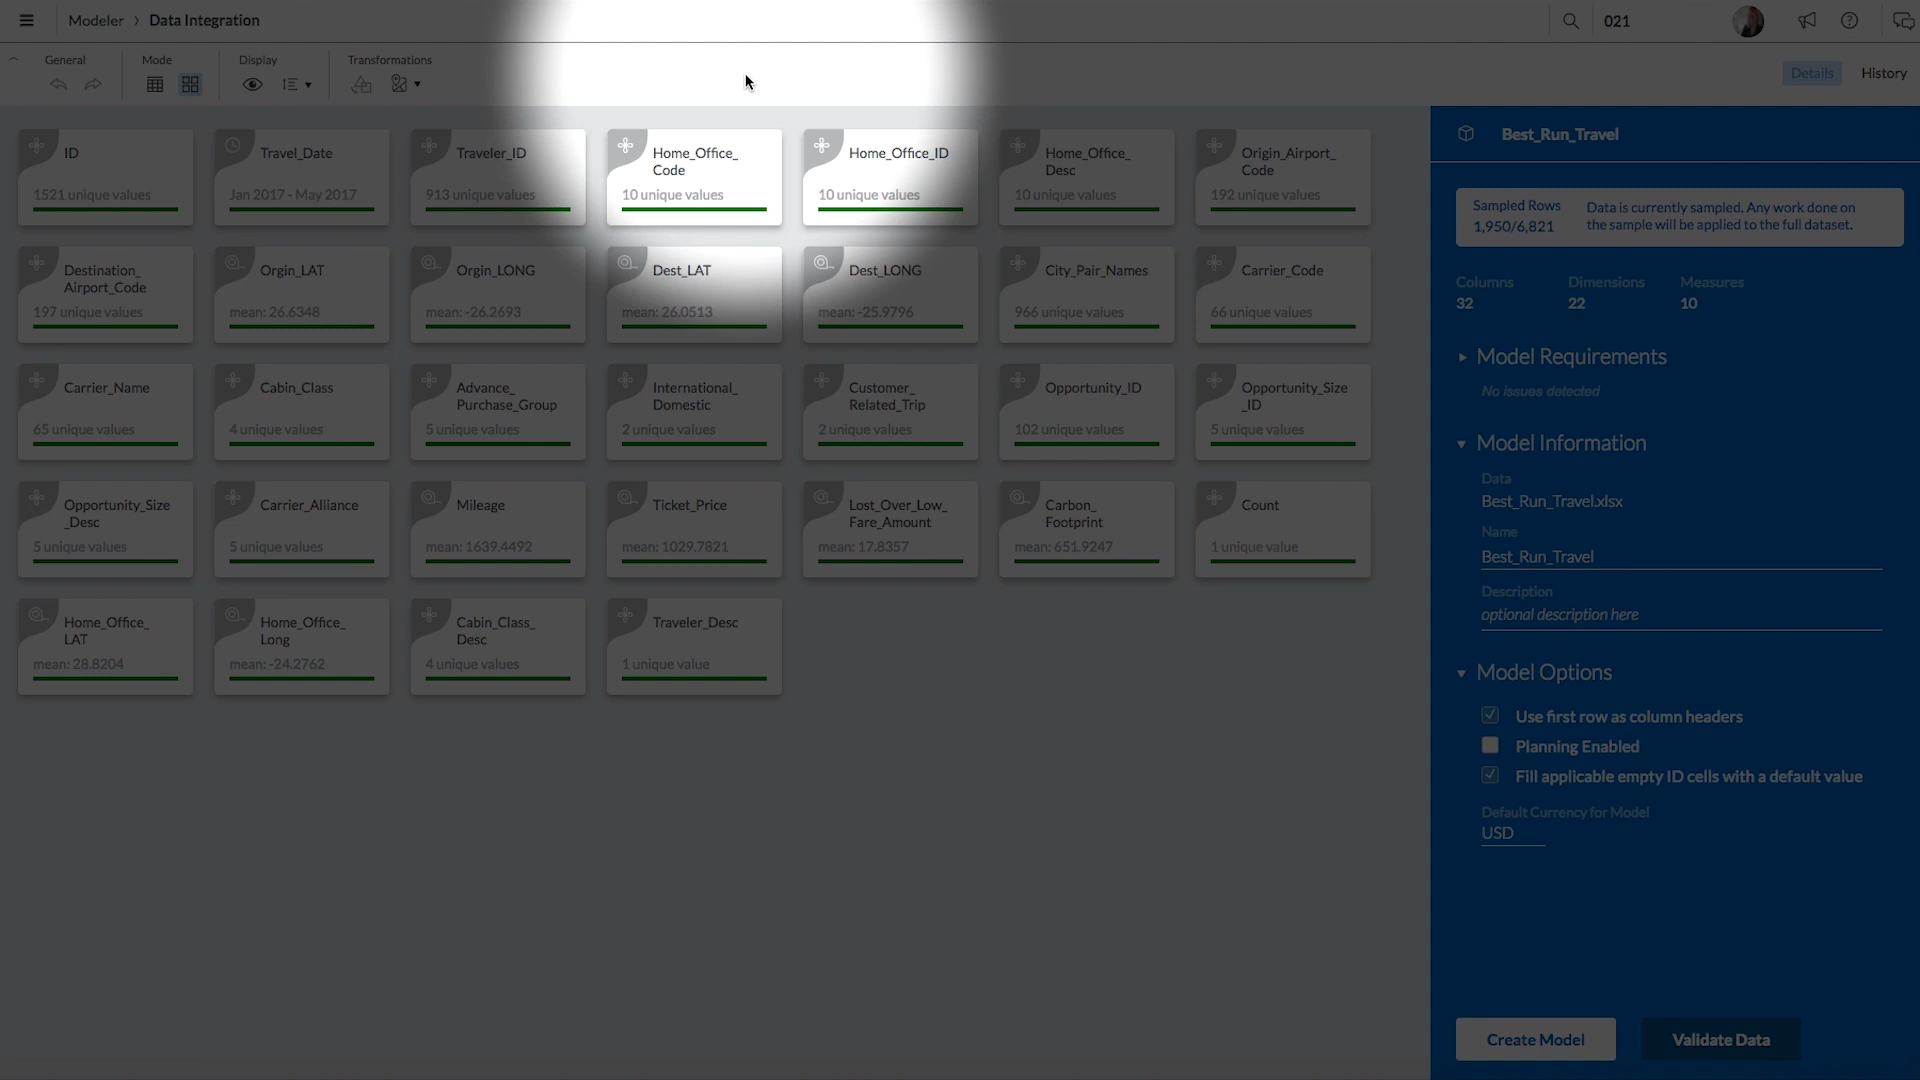 Modeler › Data Integration
021
General
Mode
Display
Transformations
Details
History
ID
1521 unique values
Travel_Date
Jan 2017 - May 2017
Traveler_ID
913 unique values
Home_Office_
Code
10 unique values
Home_Office_ID
10 unique values
Home_Office_
Desc
10 unique values
Origin_Airport_
Code
192 unique values
Destination_
Airport_Code
197 unique values
Orgin_LAT
mean: 26.6348
Orgin_LONG
mean: -26.2693
Dest_LAT
mean: 26.0513
Dest_LONG
mean: -25.9796
City_Pair_Names
966 unique values
Carrier_Code
66 unique values
Carrier_Name
65 unique values
Cabin_Class
4 unique values
Advance_
Purchase_Group
5 unique values
International_
Domestic
2 unique values
Customer_
Related_Trip
2 unique values
Opportunity_ID
102 unique values
Opportunity_Size
_ID
5 unique values
Opportunity_Size
_Desc
5 unique values
Carrier_Alliance
5 unique values
Mileage
mean: 1639.4492
Ticket_Price
mean: 1029.7821
Lost_Over_Low_
Fare_Amount
mean: 17.8357
Carbon_
Footprint
mean: 651.9247
Count
1 unique value
Home_Office_
LAT
mean: 28.8204
Home_Office_
Long
mean: -24.2762
Cabin_Class_
Desc
4 unique values
Traveler_Desc
1 unique value
Best_Run_Travel
Sampled Rows
1,950/6,821
Data is currently sampled. Any work done on
the sample will be applied to the full dataset.
Columns
32
Dimensions
22
Measures
10
Model Requirements
No issues detected
Model Information
Data
Best_Run_Travel.xlsx
Name
Best_Run_Travel
Description
optional description here
Model Options
Use first row as column headers
Planning Enabled
Fill applicable empty ID cells with a default value
Default Currency for Model
USD
Create Model
Validate Data